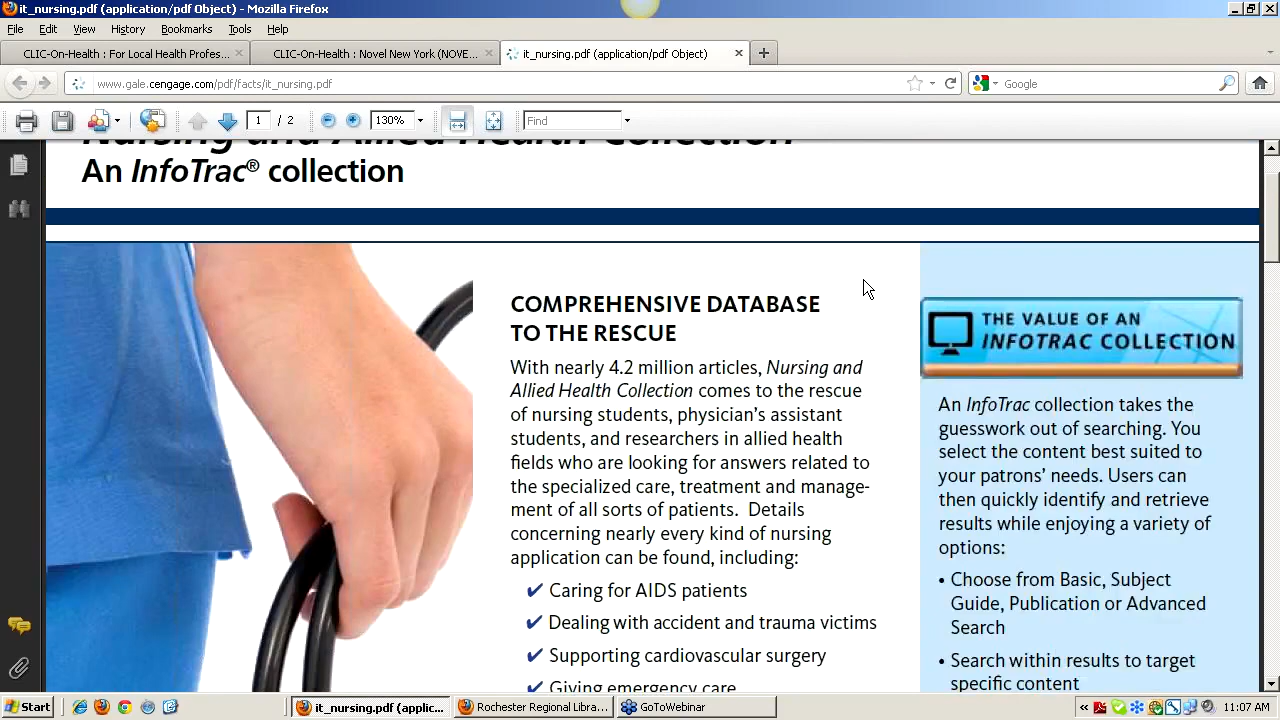 it_nursing.pdf (application/pdf Object) - Mozilla Firefox
File Edit View History Bookmarks Tools Help
CLIC-On-Health : For Local Health Profes... CLIC-On-Health : Novel New York (NOVE... it_nursing.pdf (application/pdf Object)
www.gale.cengage.com/pdf/facts/it_nursing.pdf Google
1 / 2 130% Find
Nursing and Allied Health Collection
An InfoTrac® collection
COMPREHENSIVE DATABASE
TO THE RESCUE
With nearly 4.2 million articles, Nursing and
Allied Health Collection comes to the rescue
of nursing students, physician's assistant
students, and researchers in allied health
fields who are looking for answers related to
the specialized care, treatment and manage-
ment of all sorts of patients. Details
concerning nearly every kind of nursing
application can be found, including:
✔ Caring for AIDS patients
✔ Dealing with accident and trauma victims
✔ Supporting cardiovascular surgery
✔ Giving emergency care
THE VALUE OF AN
INFOTRAC COLLECTION
An InfoTrac collection takes the
guesswork out of searching. You
select the content best suited to
your patrons' needs. Users can
then quickly identify and retrieve
results while enjoying a variety of
options:
• Choose from Basic, Subject
Guide, Publication or Advanced
Search
• Search within results to target
specific content
Start it_nursing.pdf (applic... Rochester Regional Libra... GoToWebinar 11:07 AM